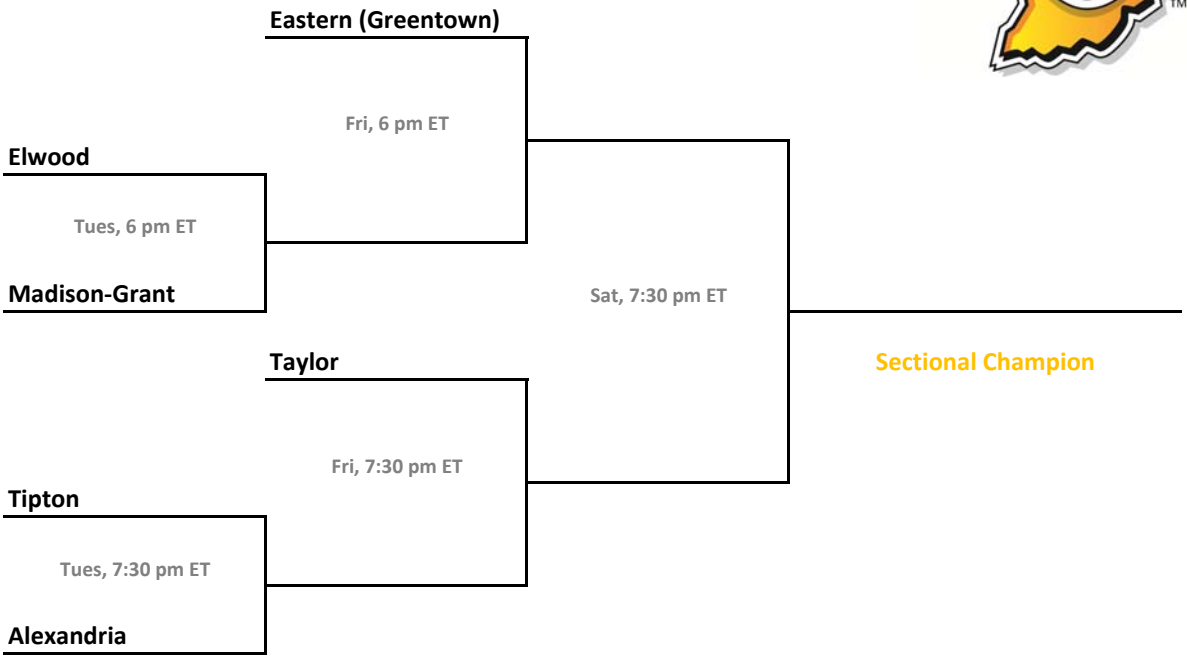 Eastern (Greentown)
TM
Fri, 6 pm ET
Elwood
Tues, 6 pm ET
Madison-Grant
Sat, 7:30 pm ET
Taylor
Sectional Champion
Fri, 7:30 pm ET
Tipton
Tues, 7:30 pm ET
Alexandria